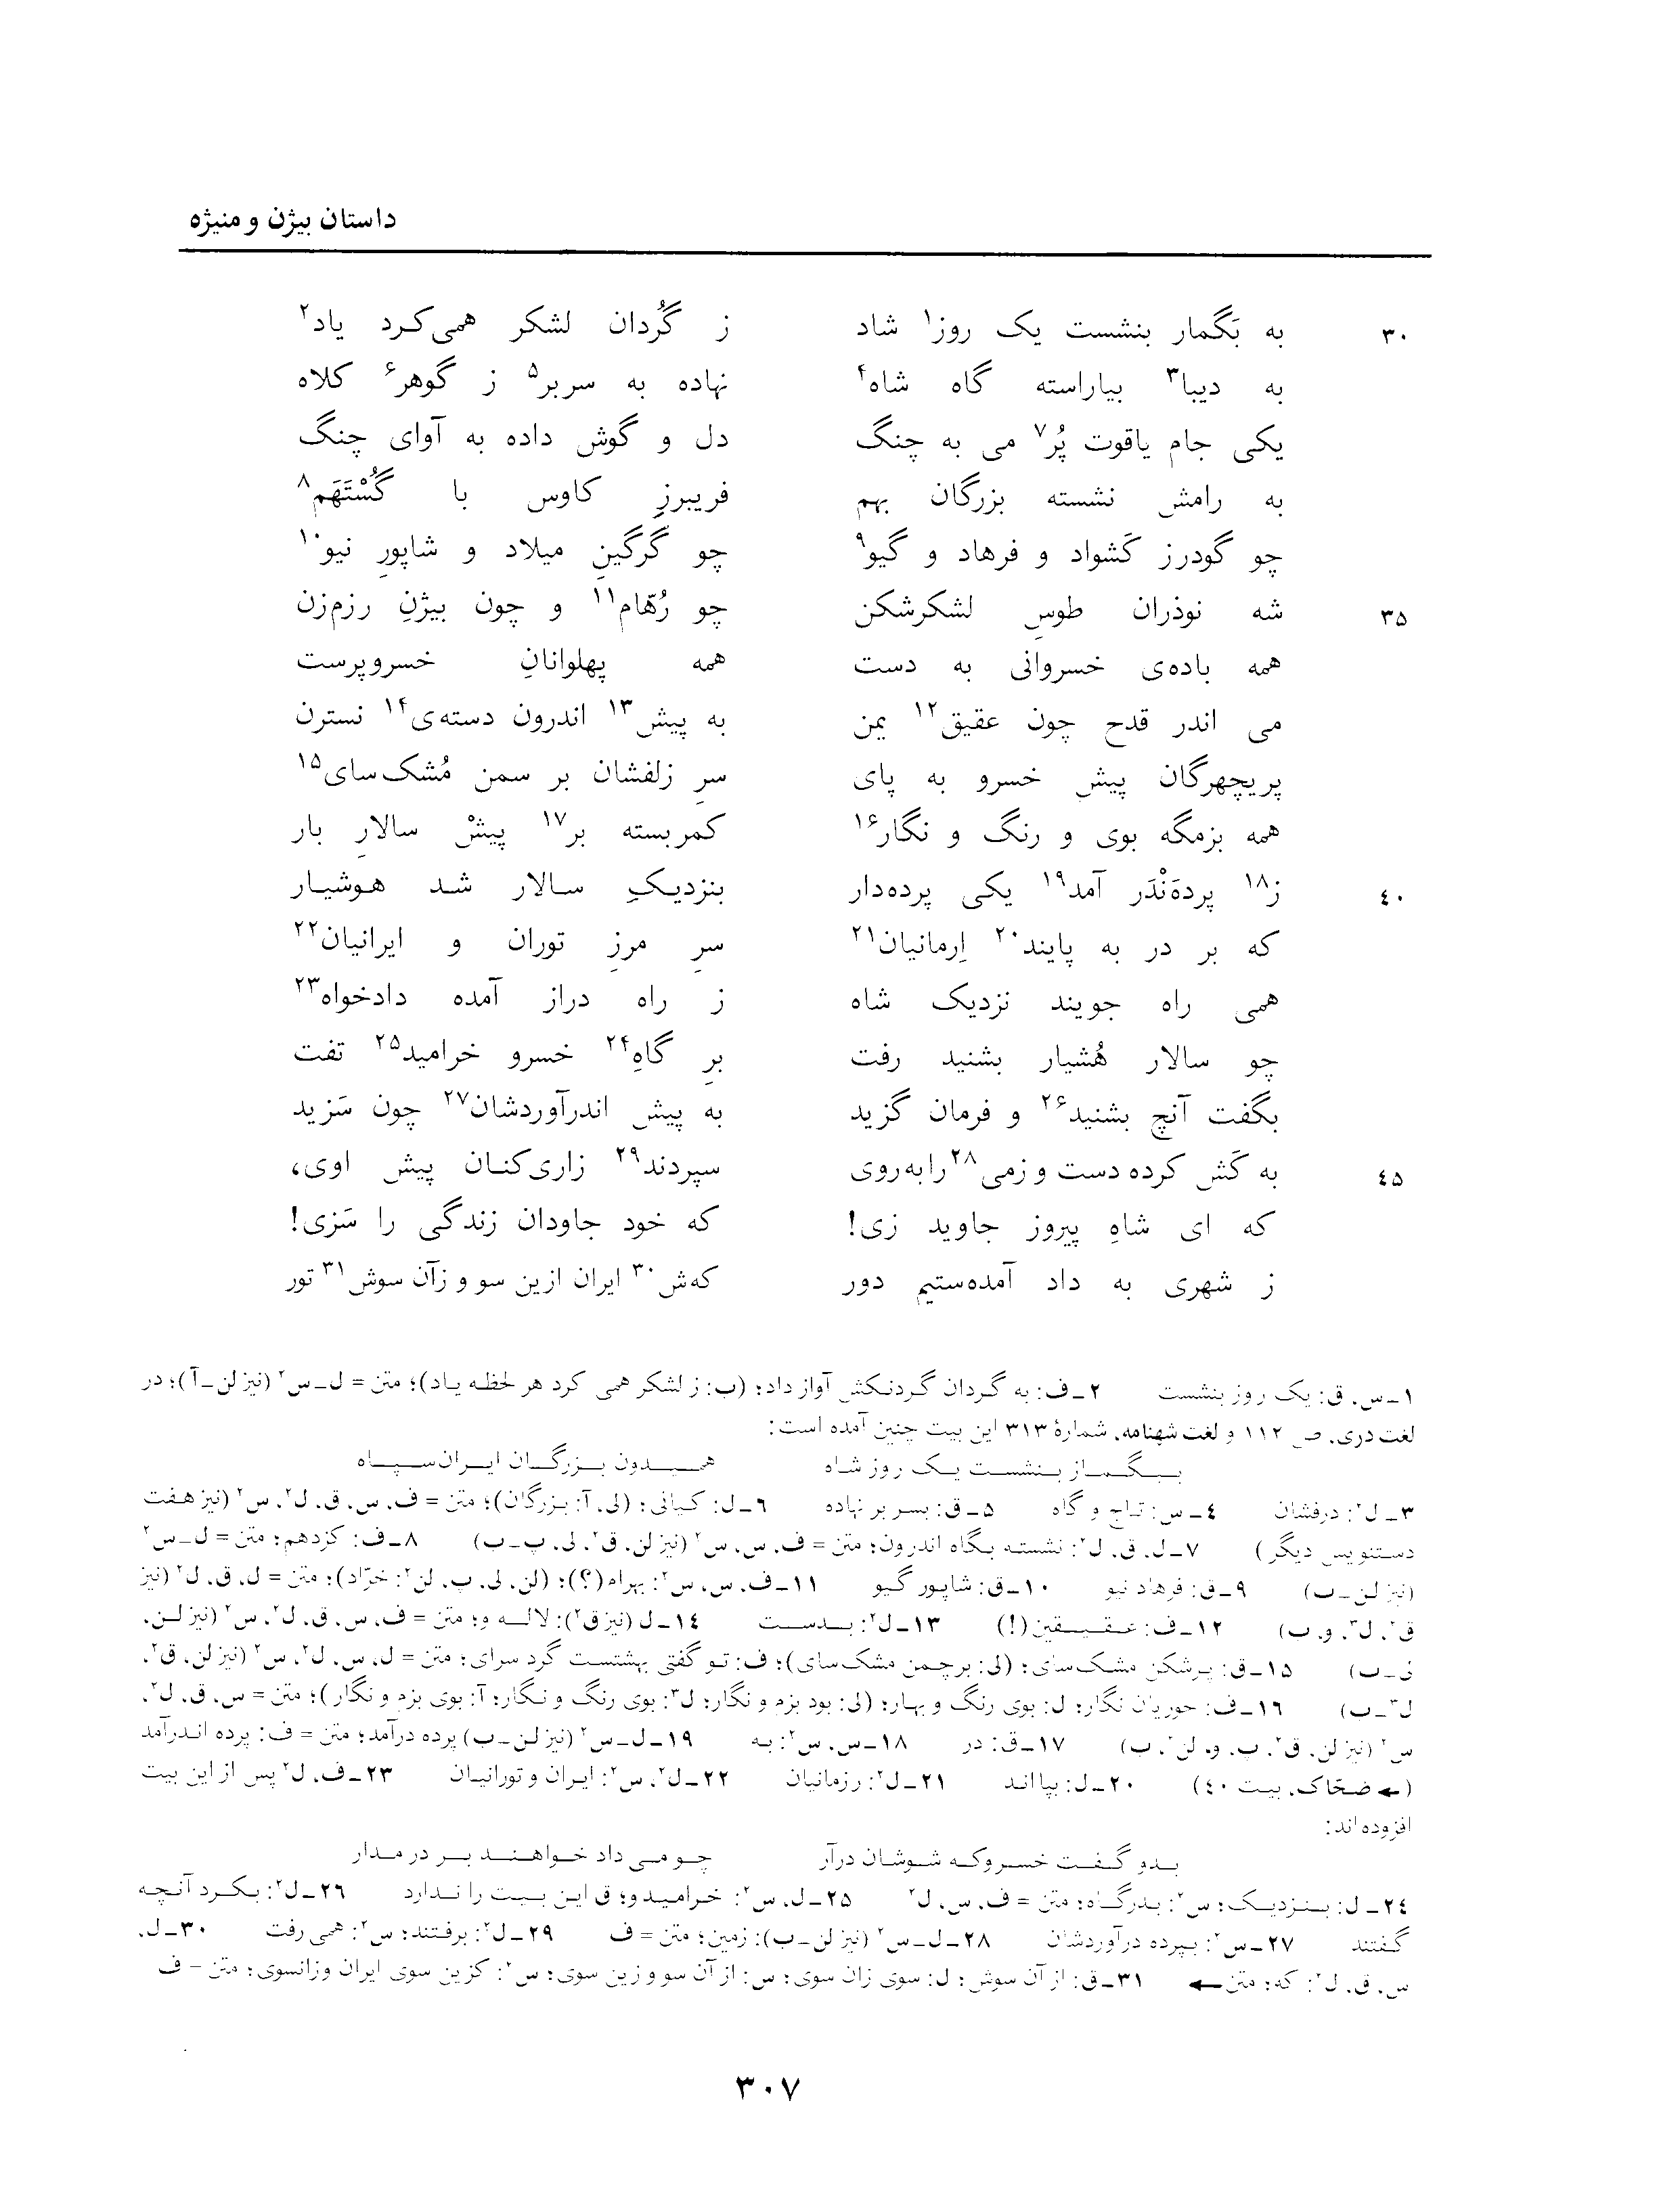 داستان بیژن و منیژه
۳۰ به بَگمار بنشست یک روز۱ شاد ز گُردان لشکر همی‌کرد یاد۲
به دیبا۳ بیاراسته گاه شاه۴ نهاده به سربر۵ ز گوهر۶ کلاه
یکی جام یاقوت پُر۷ می به چنگ دل و گوش داده به آوای چنگ
به رامش نشسته بزرگان بهم فریبرزِ کاوس با گُسْتَهَم۸
چو گودرز کَشواد و فرهاد و گیو۹ چو گرگینِ میلاد و شاپورِ نیو۱۰
۳۵ شه نوذران طوسِ لشکرشکن چو رُهّام۱۱ و چون بیژنِ رزم‌زن
همه باده‌ی خسروانی به دست همه پهلوانانِ خسروپرست
می اندر قدح چون عقیق۱۲ یمن به پیش۱۳ اندرون دسته‌ی۱۴ نسترن
پریچهرگان پیش خسرو به پای سرِ زلفشان بر سمن مُشک‌سای۱۵
همه بزمگه بوی و رنگ و نگار۱۶ کمربسته بر۱۷ پیشْ سالارِ بار
۴۰ ز۱۸ پردهَ‌نْدَر آمد۱۹ یکی پرده‌دار بنزدیکِ سالار شد هوشیار
که بر در به پایند۲۰ اِرمانیان۲۱ سرِ مرزِ توران و ایرانیان۲۲
همی راه جویند نزدیک شاه ز راه دراز آمده دادخواه۲۳
چو سالار هُشیار بشنید رفت برِ گاهِ۲۴ خسرو خرامید۲۵ تفت
بگفت آنچ بشنید۲۶ و فرمان گزید به پیش اندرآوردشان۲۷ چون سَزید
۴۵ به کَش کرده دست و زمی۲۸ را به روی سپردند۲۹ زاری‌کنان پیش اوی،
که ای شاهِ پیروز جاوید زی! که خود جاودان زندگی را سَزی!
ز شهری به داد آمده‌ستیم دور که‌ش۳۰ ایران ازین سو و زآن سوش۳۱ تور
۱ـ س، ق: یک روز بنشست ۲ـ ف: به گردان گردنکش آواز داد؛ (ب: ز لشکر همی کرد هر لحظه یاد)؛ متن = ل ـ س۲ (نیز لن ـ آ)؛ در
لغت دری، ص ۱۱۲ و لغت شهنامه، شمارهٔ ۳۱۳ این بیت چنین آمده است:
بگماز بنشست یک روز شاه همیدون بزرگان ایران سپاه
۳ـ ل۲: درفشان ۴ـ س: تاج و گاه ۵ـ ق: بسر بر نهاده ۶ـ ل: کیانی؛ (لی، آ: بزرگان)؛ متن = ف، س، ق، ل۲، س۲ (نیز هفت
دستنویس دیگر) ۷ـ ل، ق، ل۲: نشسته بگاه اندرون؛ متن = ف، س، س۲ (نیز لن، ق۲، لی، پ ـ ب) ۸ـ ف: کژدهم؛ متن = ل ـ س۲
(نیز لن ـ ب) ۹ـ ق: فرهاد نیو ۱۰ـ ق: شاپور گیو ۱۱ـ ف، س، س۲: بهرام (؟)؛ (لن، لی، پ، لن۲: خرّاد)؛ متن = ل، ق، ل۲ (نیز
ق۲، ل۳، و، ب) ۱۲ـ ف: عقیقین (!) ۱۳ـ ل۲: بدست ۱۴ـ ل (نیز ق۲): لاله و؛ متن = ف، س، ق، ل۲، س۲ (نیز لن،
لی ـ ب) ۱۵ـ ق: پرشکن مشک‌سای؛ (لی: برچمن مشک‌سای)؛ ف: تو گفتی بهشتست گرد سرای؛ متن = ل، س، ل۲، س۲ (نیز لن، ق۲،
ل۳ ـ ب) ۱۶ـ ف: حوریان نگار؛ ل: بوی رنگ و بهار؛ (لی: بود بزم و نگار؛ ل۳: بوی رنگ و نگار؛ آ: بوی بزم و نگار)؛ متن = س، ق، ل۲،
س۲ (نیز لن، ق۲، پ، و، لن۲، ب) ۱۷ـ ق: در ۱۸ـ س، س۲: به ۱۹ـ ل ـ س۲ (نیز لن ـ ب) پرده درآمد؛ متن = ف: پرده اندرآمد
(← ضحّاک، بیت ۴۰) ۲۰ـ ل: بپااند ۲۱ـ ل۲: رزمانیان ۲۲ـ ل۲، س۲: ایران و تورانیان ۲۳ـ ف، ل۲ پس از این بیت
افزوده‌اند:
بدو گفت خسرو که شوشان درآر چو می داد خواهند بر در مدار
۲۴ـ ل: بنزدیک؛ س۲: بدرگاه؛ متن = ف، س، ل۲ ۲۵ـ ل، س۲: خرامید و؛ ق این بیت را ندارد ۲۶ـ ل۲: بکرد آنچه
گفتند ۲۷ـ س۲: بپرده درآوردشان ۲۸ـ ل ـ س۲ (نیز لن ـ ب): زمین؛ متن = ف ۲۹ـ ل۲: برفتند؛ س۲: همی رفت ۳۰ـ ل،
س، ق، ل۲: که؛ متن ← ۳۱ـ ق: از آن سوش؛ ل: سوی زان سوی؛ س: از آن سو و زین سوی؛ س۲: کزین سوی ایران وزانسوی؛ متن = ف
۳۰۷